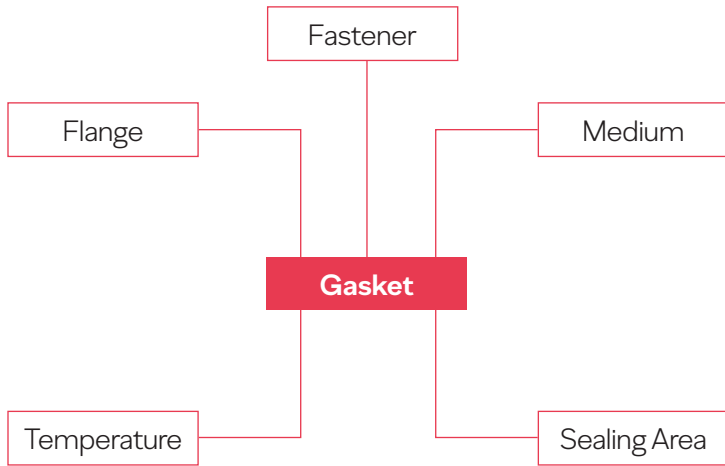 Fastener
Flange
Medium
Gasket
Temperature
Sealing Area